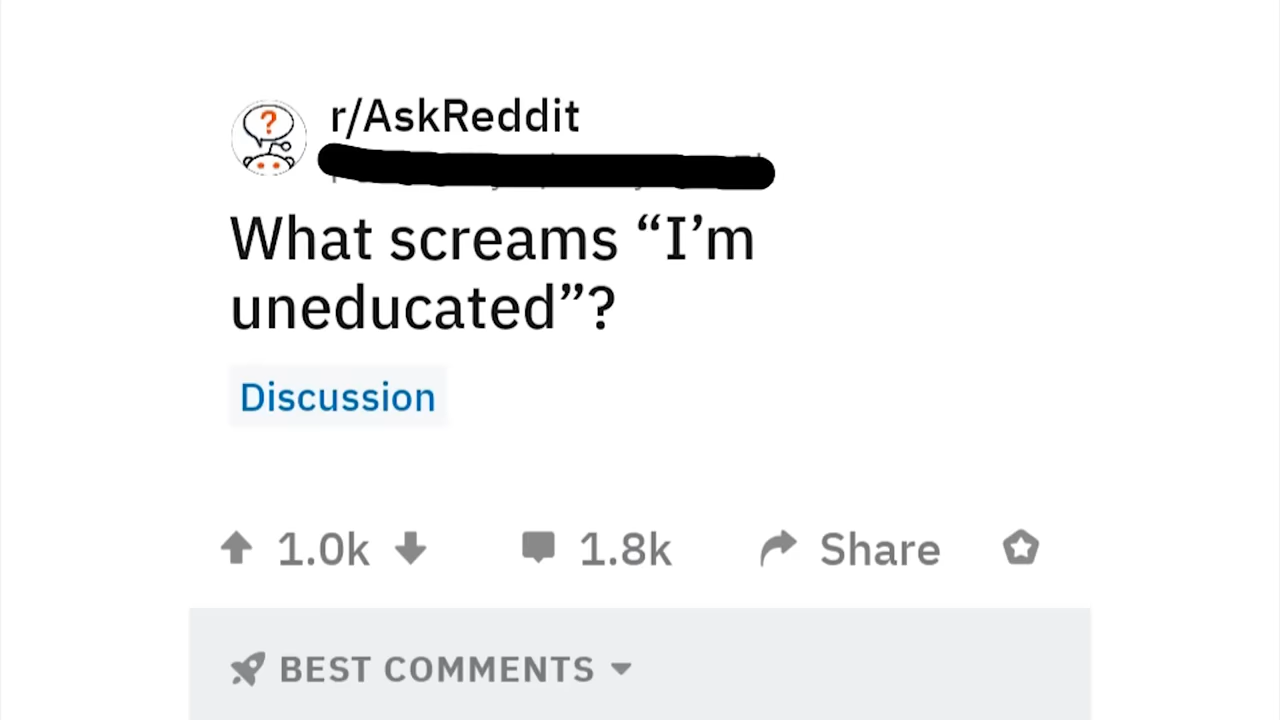 r/AskReddit
What screams “I’m
uneducated”?
Discussion
1.0k 1.8k Share
BEST COMMENTS